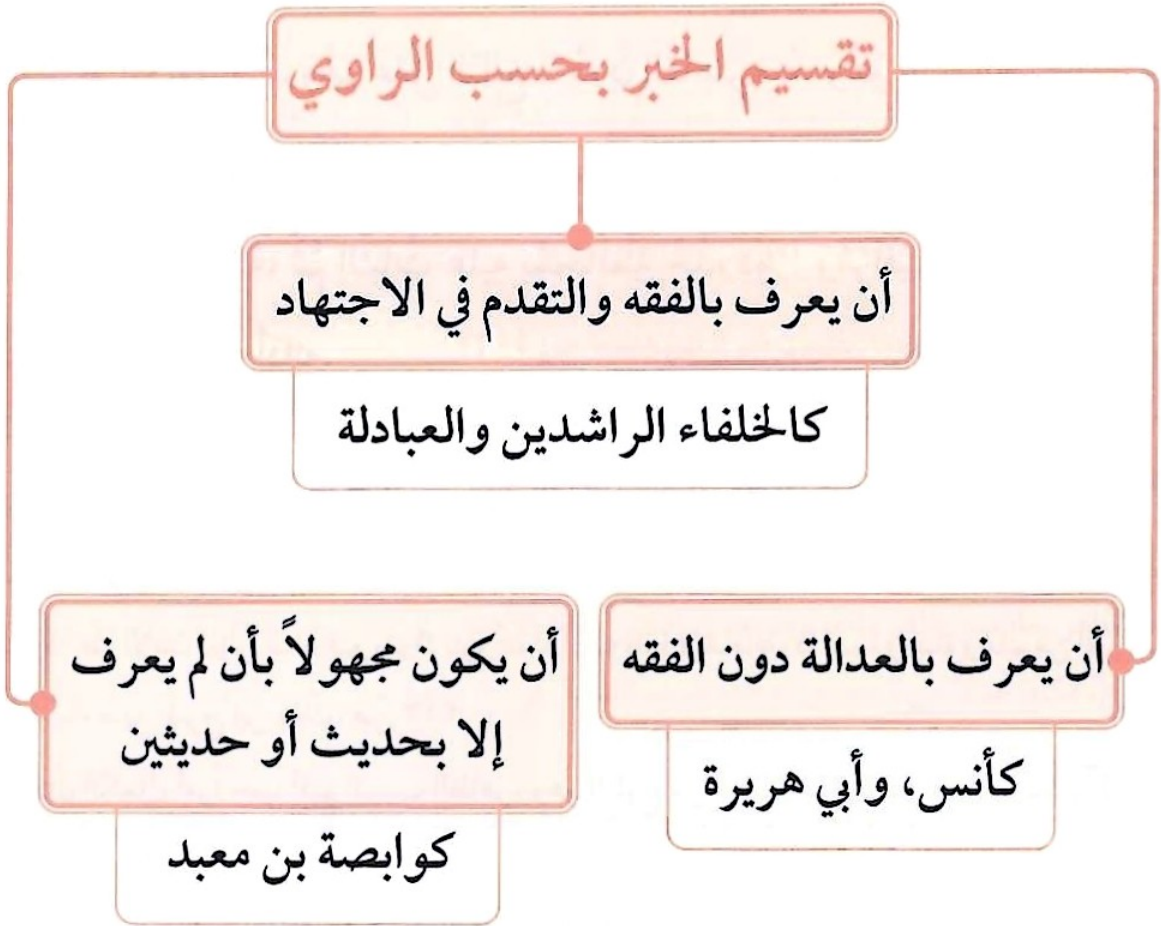 تقسيم الخبر بحسب الراوي
أن يعرف بالفقه والتقدم في الاجتهاد
كالخلفاء الراشدين والعبادلة
أن يعرف بالعدالة دون الفقه
كأنس، وأبي هريرة
أن يكون مجهولاً بأن لم يعرف
إلا بحديث أو حديثين
كوابصة بن معبد